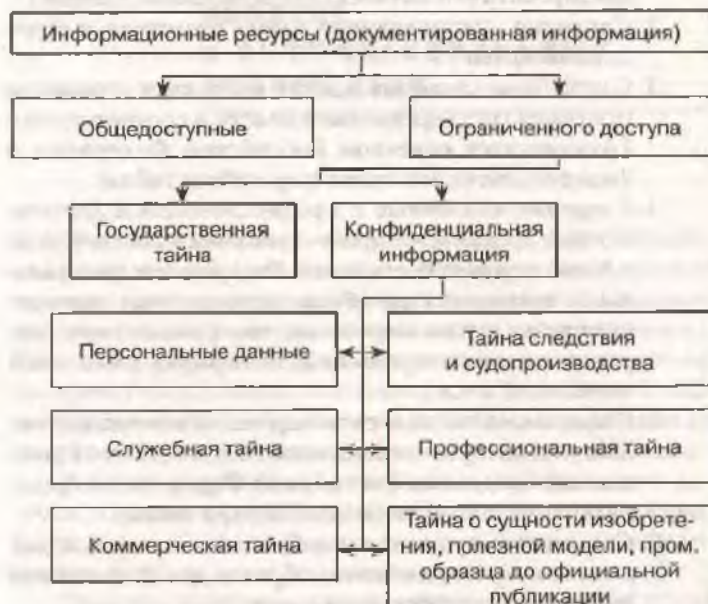 Информационные ресурсы (документированная информация)
Общедоступные
Ограниченного доступа
Государственная
тайна
Конфиденциальная
информация
Персональные данные
Тайна следствия
и судопроизводства
Служебная тайна
Профессиональная тайна
Коммерческая тайна
Тайна о сущности изобрете-
ния, полезной модели, пром.
образца до официальной
публикации